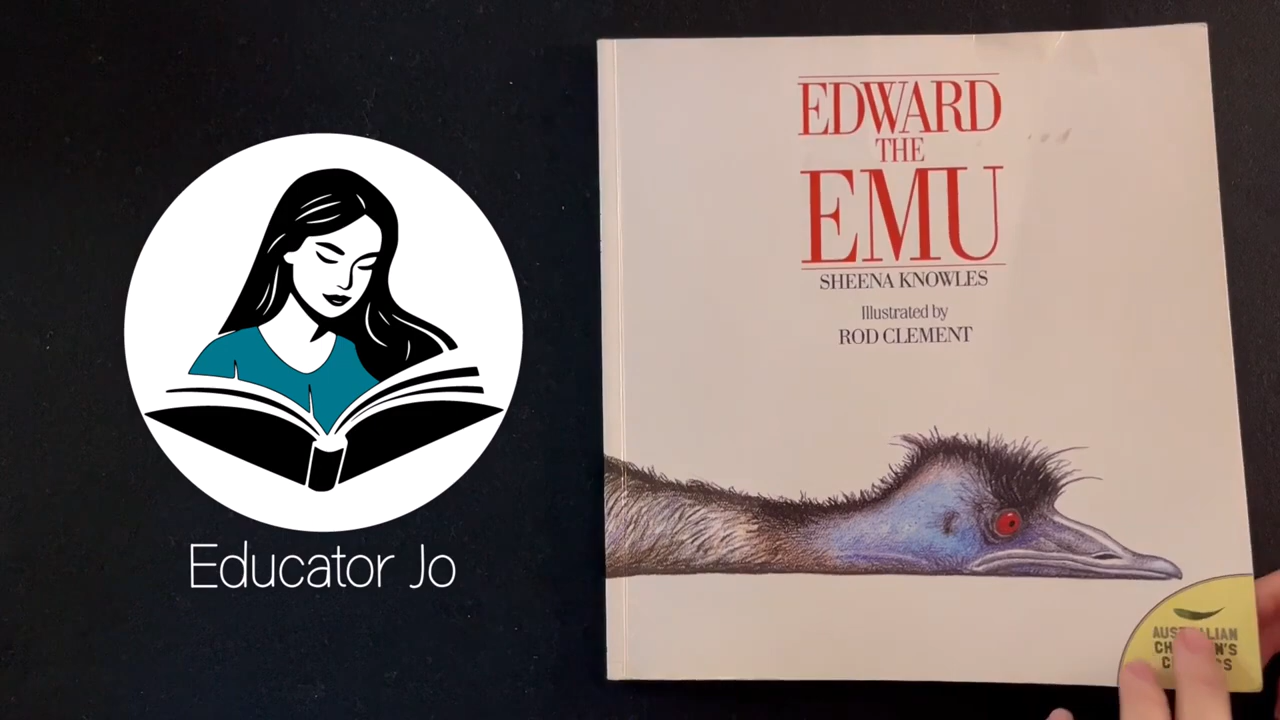 EDWARD
THE
EMU
SHEENA KNOWLES
Illustrated by
ROD CLEMENT
Educator Jo